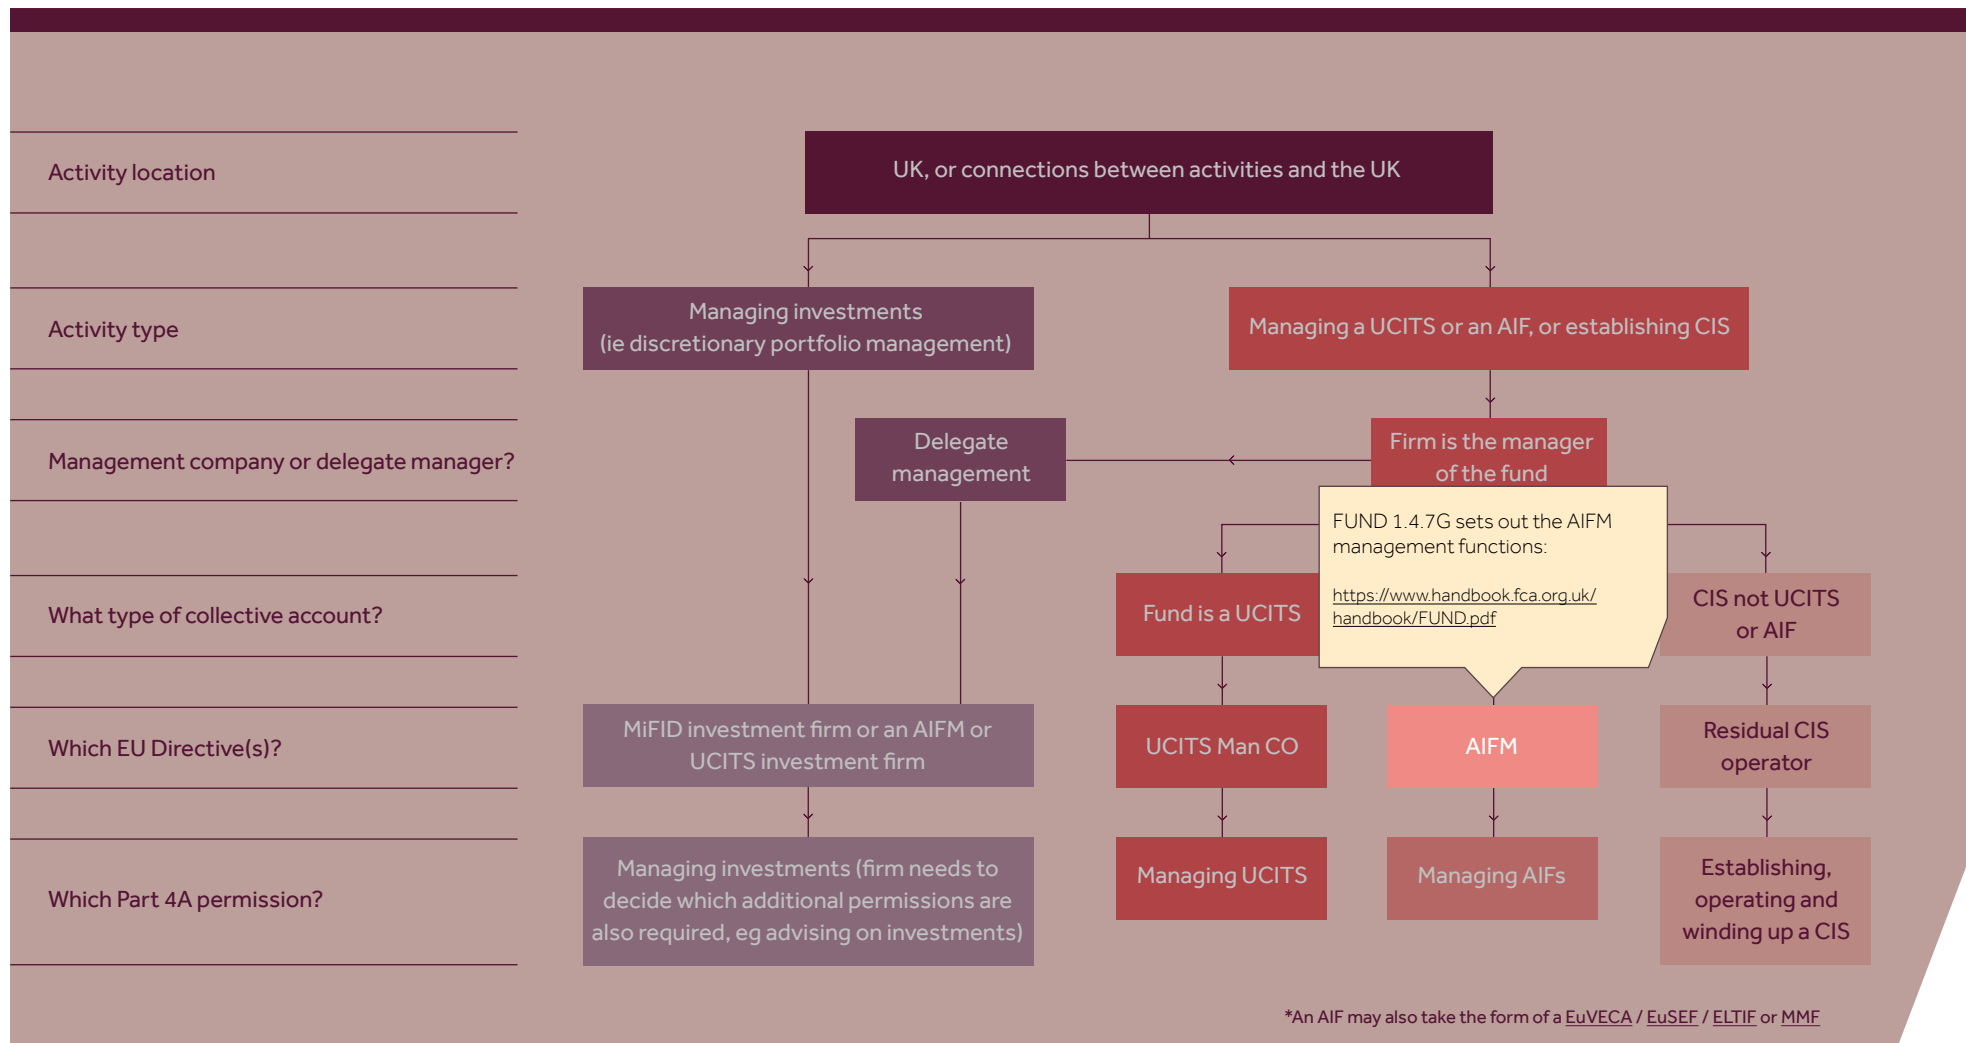 Activity location
UK, or connections between activities and the UK
Activity type
Managing investments
(ie discretionary portfolio management)
Managing a UCITS or an AIF, or establishing CIS
Management company or delegate manager?
Delegate
management
Firm is the manager
of the fund
FUND 1.4.7G sets out the AIFM
management functions:
https://www.handbook.fca.org.uk/
handbook/FUND.pdf
What type of collective account?
Fund is a UCITS
CIS not UCITS
or AIF
Which EU Directive(s)?
MiFID investment firm or an AIFM or
UCITS investment firm
UCITS Man CO
AIFM
Residual CIS
operator
Which Part 4A permission?
Managing investments (firm needs to
decide which additional permissions are
also required, eg advising on investments)
Managing UCITS
Managing AIFs
Establishing,
operating and
winding up a CIS
*An AIF may also take the form of a EuVECA / EuSEF / ELTIF or MMF